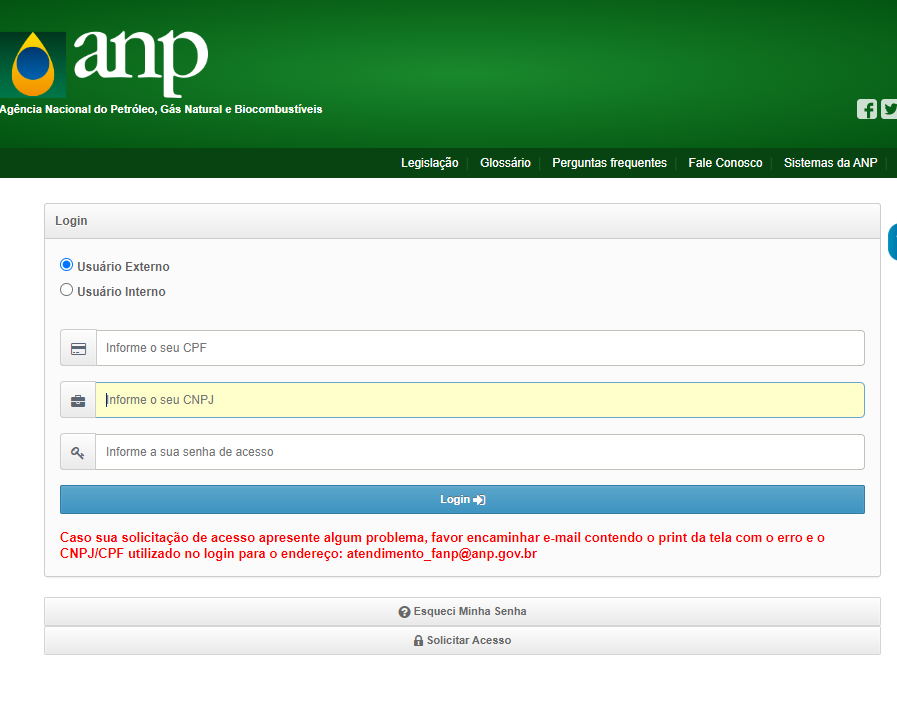 anp
Agência Nacional do Petróleo, Gás Natural e Biocombustíveis
Legislação
Glossário
Perguntas frequentes
Fale Conosco
Sistemas da ANP
Login
Usuário Externo
Usuário Interno
Informe o seu CPF
Informe o seu CNPJ
Informe a sua senha de acesso
Login
Caso sua solicitação de acesso apresente algum problema, favor encaminhar e-mail contendo o print da tela com o erro e o
CNPJ/CPF utilizado no login para o endereço: atendimento_fanp@anp.gov.br
Esqueci Minha Senha
Solicitar Acesso